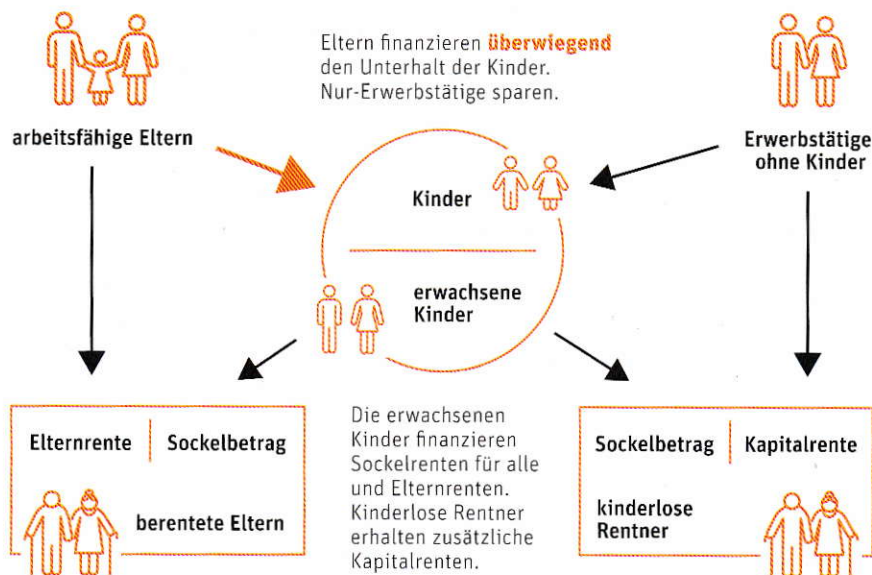 Eltern finanzieren überwiegend
den Unterhalt der Kinder.
Nur-Erwerbstätige sparen.
arbeitsfähige Eltern
Erwerbstätige
ohne Kinder
Kinder
erwachsene
Kinder
Elternrente
Sockelbetrag
berentete Eltern
Die erwachsenen
Kinder finanzieren
Sockelrenten für alle
und Elternrenten.
Kinderlose Rentner
erhalten zusätzliche
Kapitalrenten.
Sockelbetrag
Kapitalrente
kinderlose
Rentner